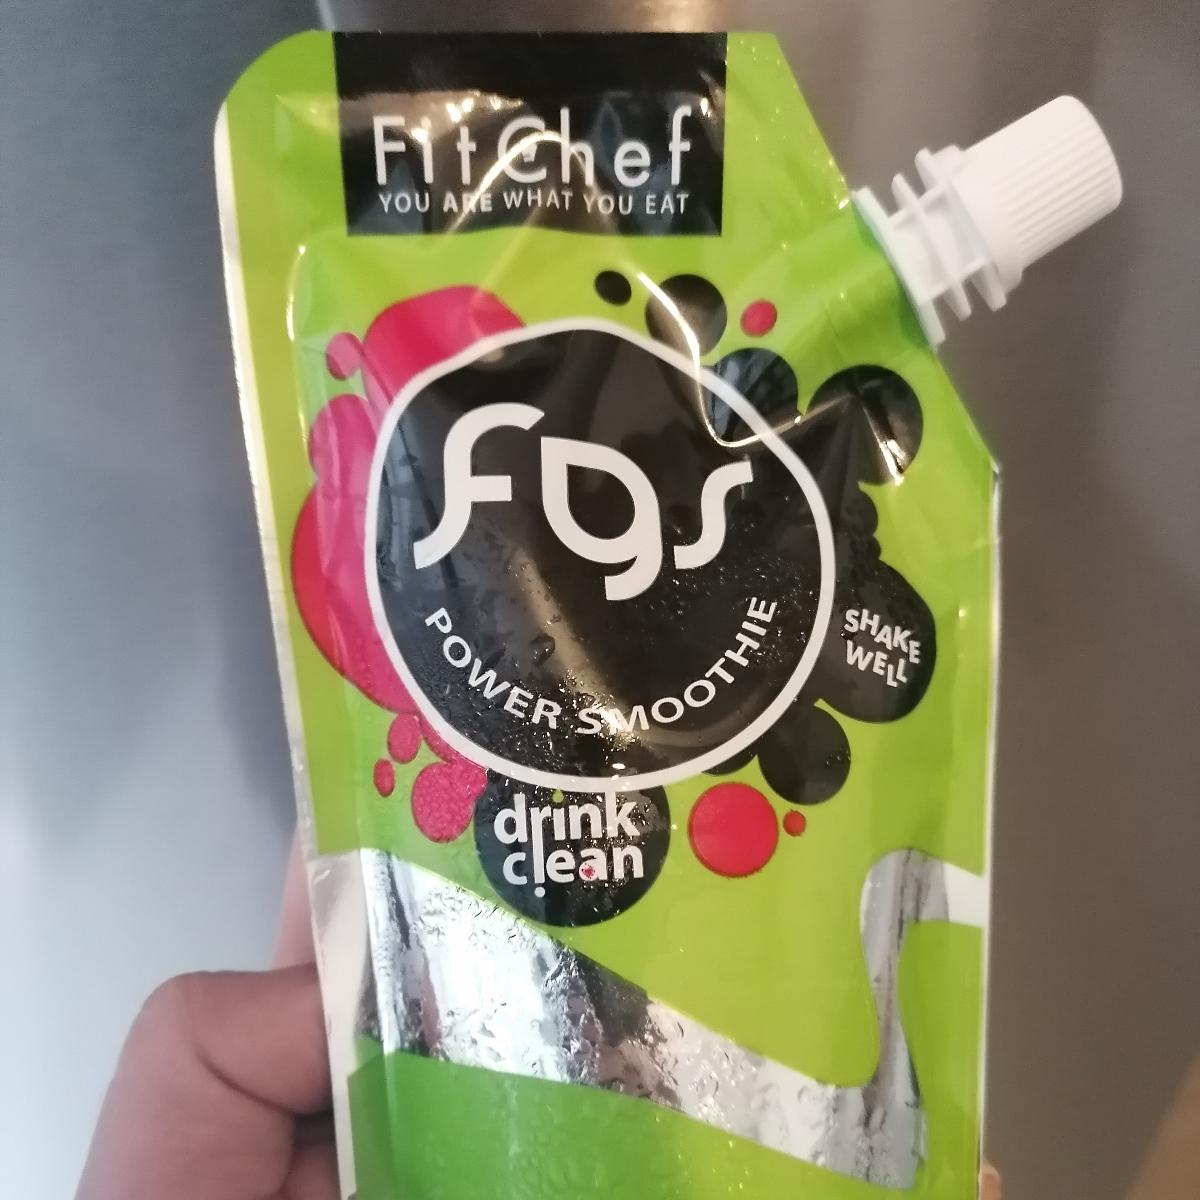 FitChef
YOU ARE WHAT YOU EAT
fgs
POWER SMOOTHIE
SHAKE
WELL
drink
clean